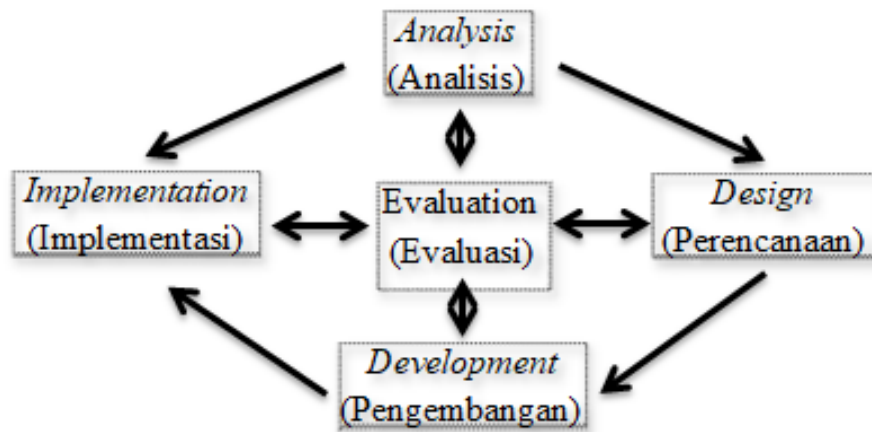 Analysis
(Analisis)
Implementation
(Implementasi)
Evaluation
(Evaluasi)
Design
(Perencanaan)
Development
(Pengembangan)